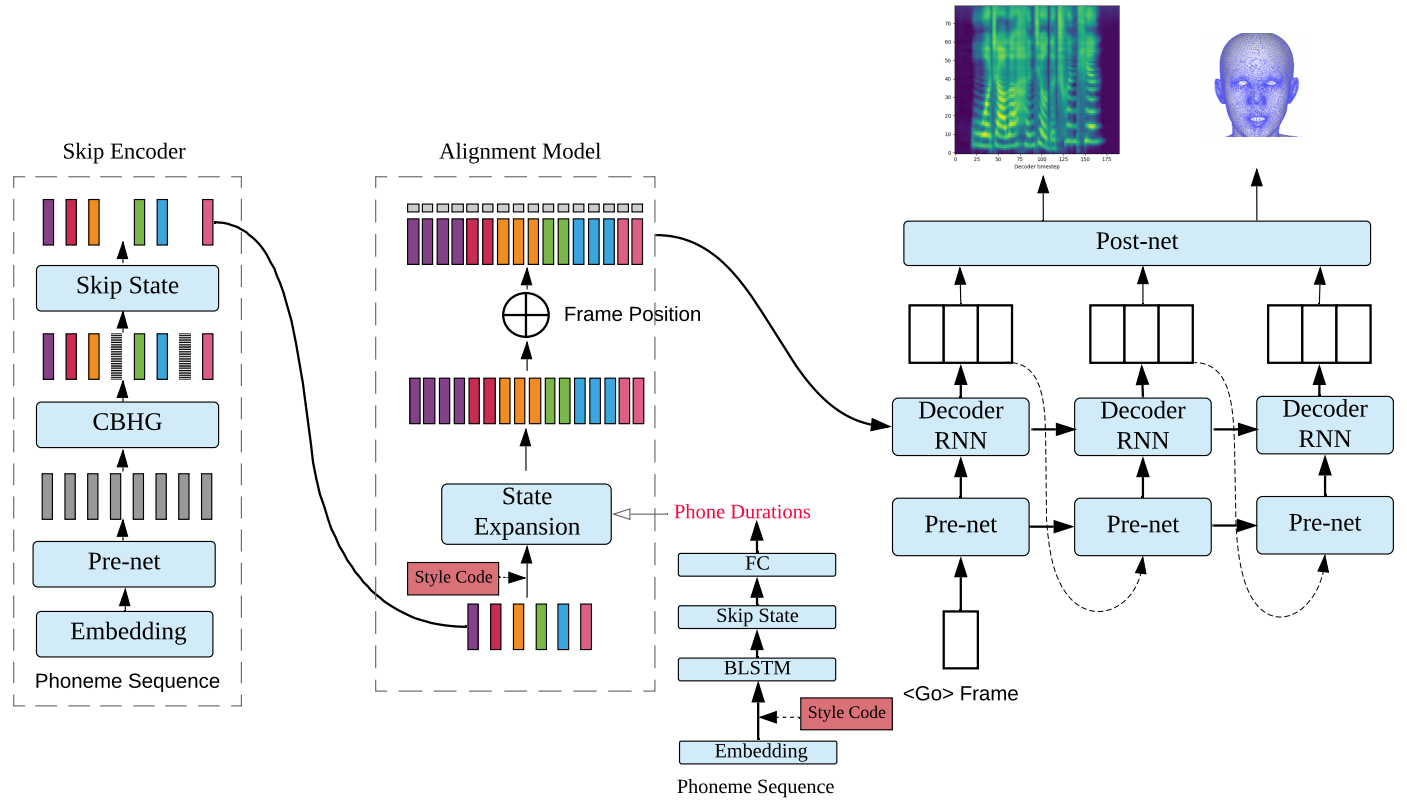 Skip Encoder
Skip State
CBHG
Pre-net
Embedding
Phoneme Sequence
Alignment Model
Frame Position
State
Expansion
Style Code
Phone Durations
FC
Skip State
BLSTM
Style Code
Embedding
Phoneme Sequence
70
60
50
40
30
20
10
0
0 25 50 75 100 125 150 175
Decoder timestep
Post-net
Decoder
RNN
Decoder
RNN
Decoder
RNN
Pre-net
Pre-net
Pre-net
<Go> Frame